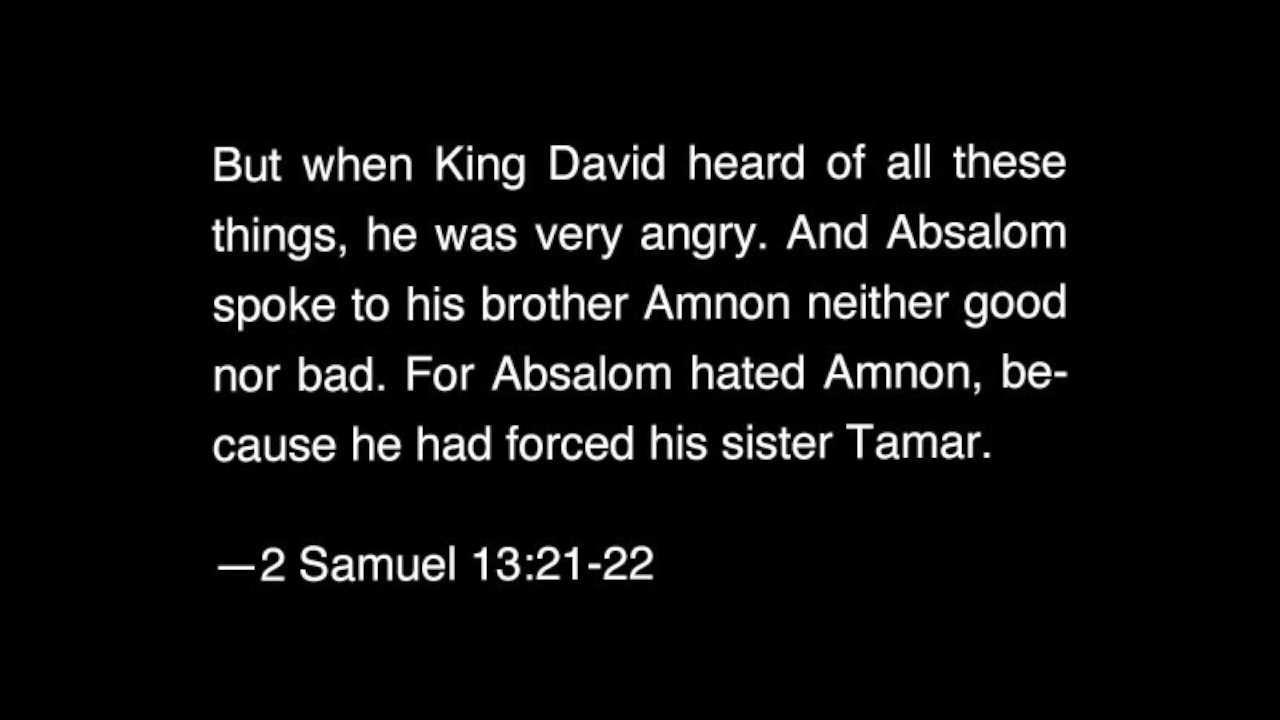 But when King David heard of all these
things, he was very angry. And Absalom
spoke to his brother Amnon neither good
nor bad. For Absalom hated Amnon, be-
cause he had forced his sister Tamar.
—2 Samuel 13:21-22